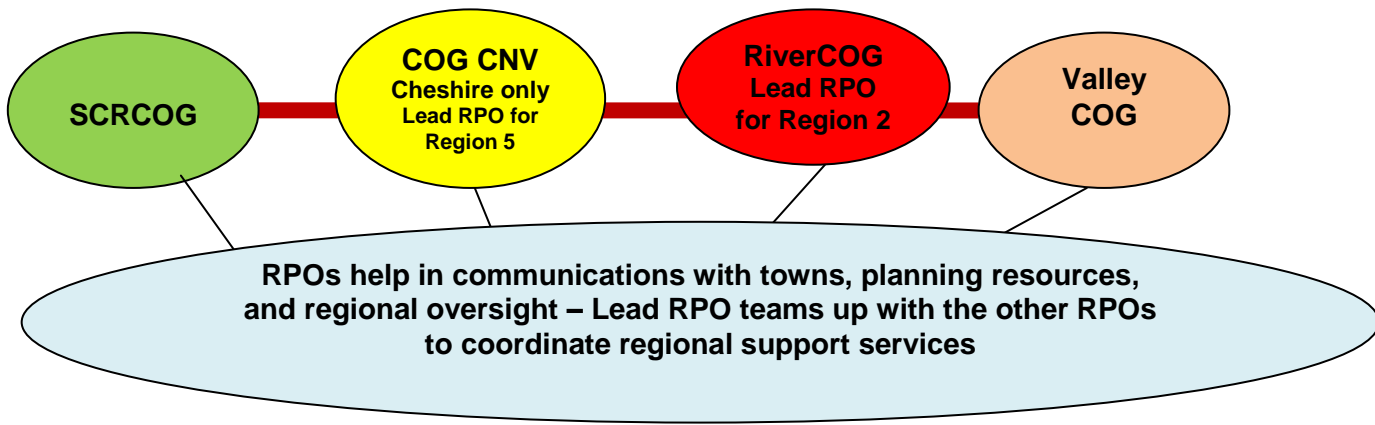 SCRCOG
COG CNV
Cheshire only
Lead RPO for
Region 5
RiverCOG
Lead RPO
for Region 2
Valley
COG
RPOs help in communications with towns, planning resources,
and regional oversight – Lead RPO teams up with the other RPOs
to coordinate regional support services